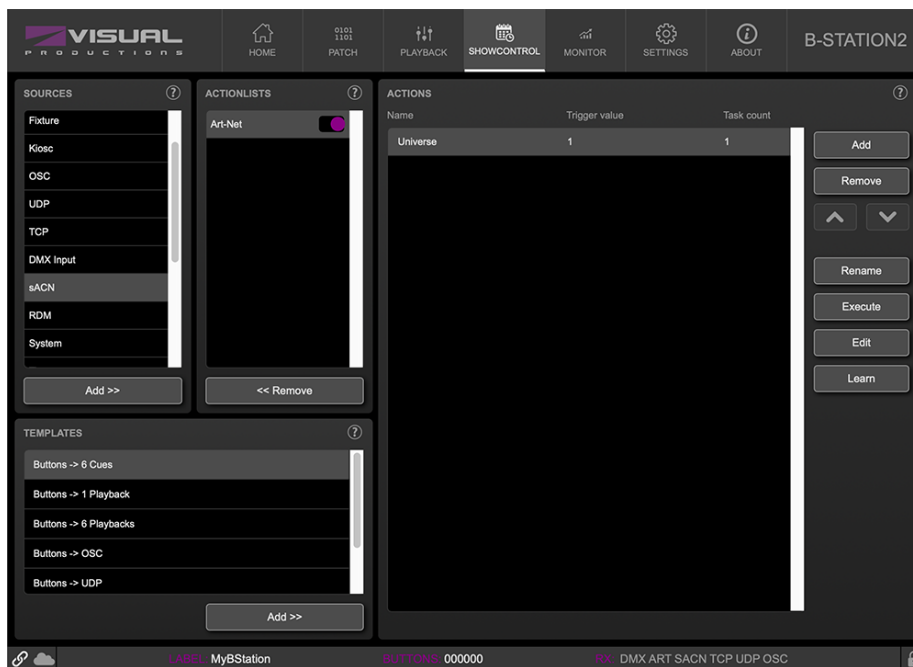 VISUAL
PRODUCTIONS
HOME
0101
1101
PATCH
PLAYBACK
SHOWCONTROL
MONITOR
SETTINGS
ABOUT
B-STATION2
SOURCES ?
Fixture
Kiosc
OSC
UDP
TCP
DMX Input
sACN
RDM
System
Add >>
ACTIONLISTS ?
Art-Net
<< Remove
TEMPLATES ?
Buttons -> 6 Cues
Buttons -> 1 Playback
Buttons -> 6 Playbacks
Buttons -> OSC
Buttons -> UDP
Add >>
ACTIONS ?
Name Trigger value Task count
Universe 1 1
Add
Remove
Rename
Execute
Edit
Learn
LABEL: MyBStation BUTTONS: 000000 Rx: DMX ART SACN TCP UDP OSC